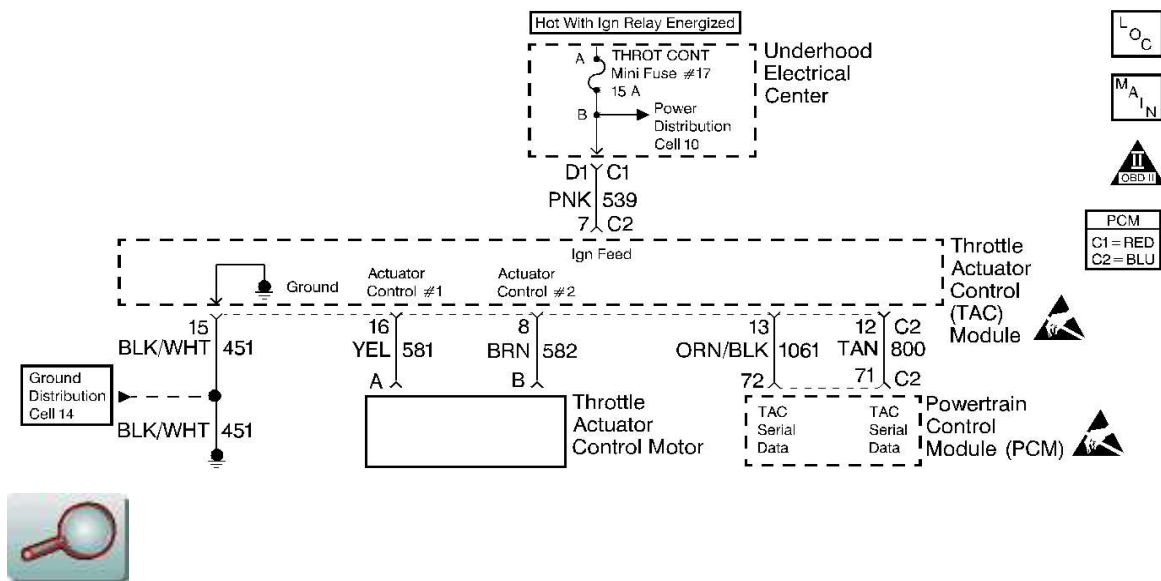 Hot With Ign Relay Energized
A
THROT CONT
Mini Fuse #17
15 A
B
Power
Distribution
Cell 10
Underhood
Electrical
Center
D1 C1
PNK 539
7 C2
Ign Feed
Ground
Actuator
Control #1
Actuator
Control #2
Throttle
Actuator
Control
(TAC)
Module
15
16
8
13
12 C2
BLK/WHT 451
YEL 581
BRN 582
ORN/BLK 1061
TAN 800
A
B
72
71 C2
Ground
Distribution
Cell 14
BLK/WHT 451
Throttle
Actuator
Control Motor
TAC
Serial
Data
TAC
Serial
Data
Powertrain
Control
Module (PCM)
LOC
MAIN
II
OBD II
PCM
C1 = RED
C2 = BLU